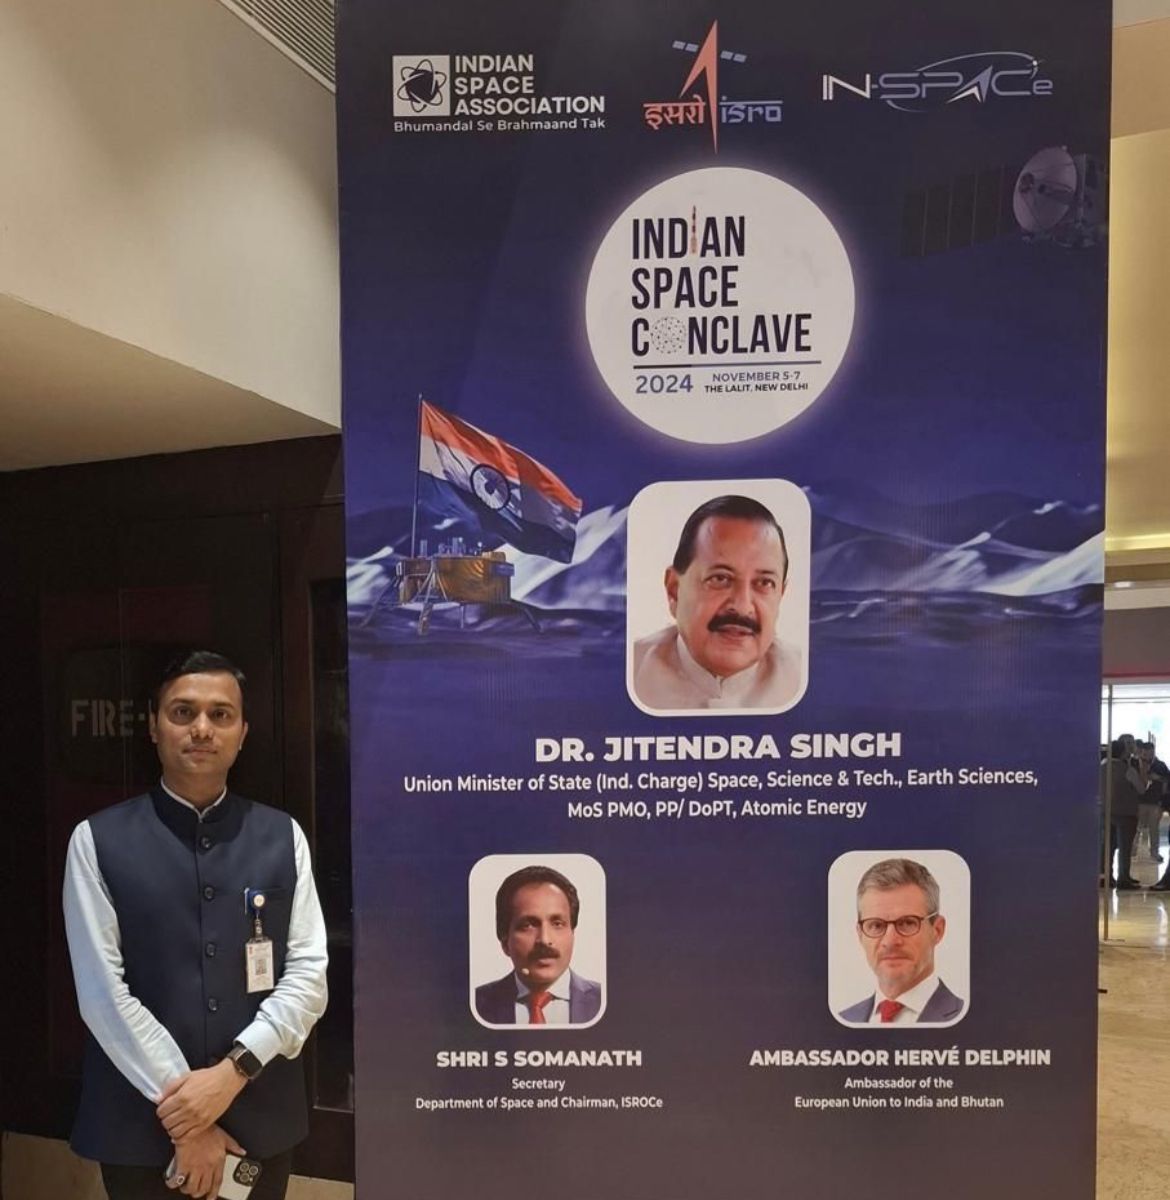 INDIAN
SPACE
ASSOCIATION
Bhumandal Se Brahmaand Tak
इसरो isro
IN-SPACe
INDIAN
SPACE
CONCLAVE
2024 NOVEMBER 5-7
THE LALIT, NEW DELHI
FIRE-
DR. JITENDRA SINGH
Union Minister of State (Ind. Charge) Space, Science & Tech., Earth Sciences,
MoS PMO, PP/ DoPT, Atomic Energy
SHRI S SOMANATH
Secretary
Department of Space and Chairman, ISROCe
AMBASSADOR HERVÉ DELPHIN
Ambassador of the
European Union to India and Bhutan